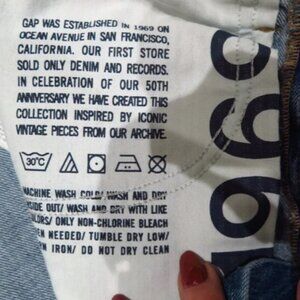 GAP WAS ESTABLISHED IN 1969 ON
OCEAN AVENUE IN SAN FRANCISCO,
CALIFORNIA. OUR FIRST STORE
SOLD ONLY DENIM AND RECORDS.
IN CELEBRATION OF OUR 50TH
ANNIVERSARY WE HAVE CREATED THIS
COLLECTION INSPIRED BY ICONIC
VINTAGE PIECES FROM OUR ARCHIVE.
30°C
MACHINE WASH COLD/ WASH AND DRY
INSIDE OUT/ WASH AND DRY WITH LIKE
COLORS/ ONLY NON-CHLORINE BLEACH
WHEN NEEDED/ TUMBLE DRY LOW/
IRON/ DO NOT DRY CLEAN
1969